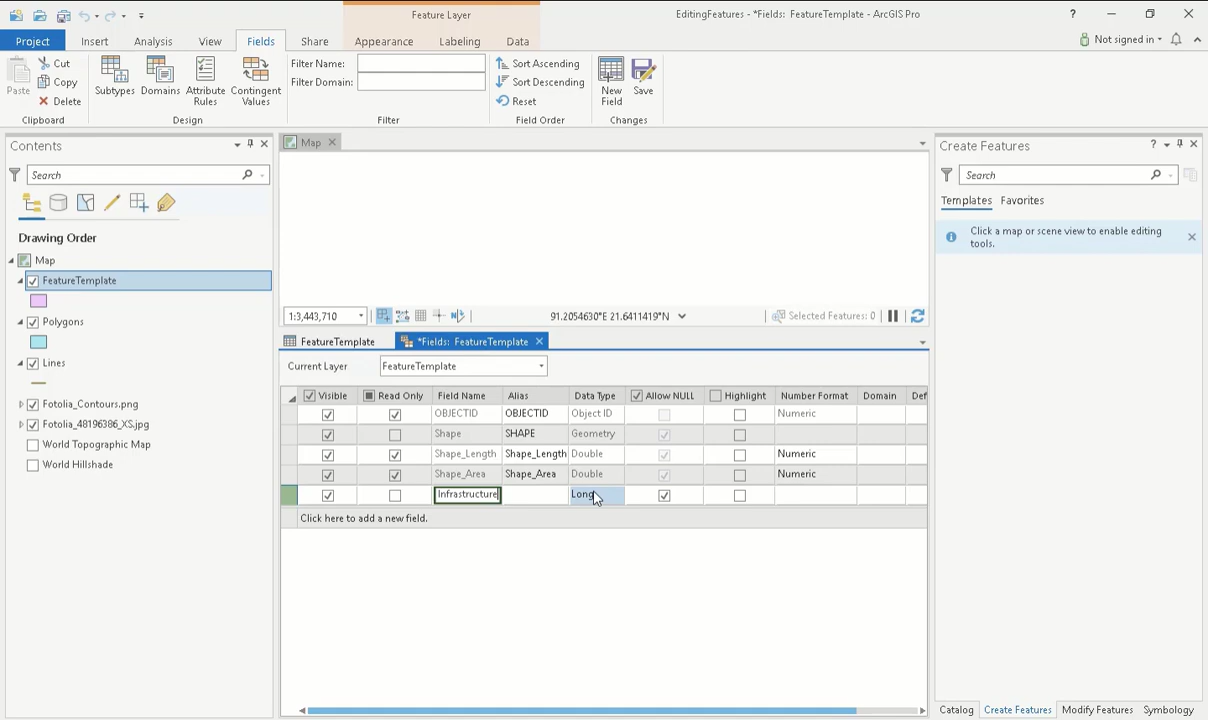 EditingFeatures - *Fields: FeatureTemplate - ArcGIS Pro
Feature Layer
?
Project Insert Analysis View Fields Share Appearance Labeling Data
Not signed in
Paste
Cut
Copy
Delete
Clipboard
Subtypes
Domains
Attribute Rules
Contingent Values
Design
Filter Name:
Filter Domain:
Filter
Sort Ascending
Sort Descending
Reset
Field Order
New Field
Save
Changes
Contents
Search
Drawing Order
Map
FeatureTemplate
Polygons
Lines
Fotolia_Contours.png
Fotolia_48196386_XS.jpg
World Topographic Map
World Hillshade
Map
1:3,443,710
91.2054630°E 21.6411419°N
Selected Features: 0
FeatureTemplate
*Fields: FeatureTemplate
Current Layer FeatureTemplate
Visible Read Only Field Name Alias Data Type Allow NULL Highlight Number Format Domain Def
OBJECTID OBJECTID Object ID Numeric
Shape SHAPE Geometry
Shape_Length Shape_Length Double Numeric
Shape_Area Shape_Area Double Numeric
Infrastructure Long
Click here to add a new field.
Create Features
?
Search
Templates Favorites
Click a map or scene view to enable editing
tools.
Catalog Create Features Modify Features Symbology